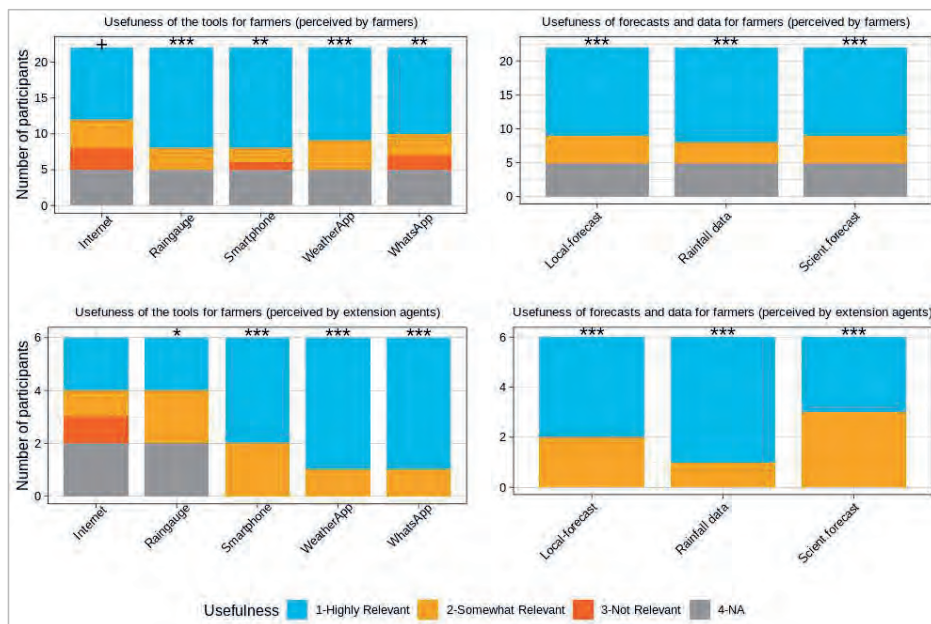 Usefuness of the tools for farmers (perceived by farmers)
Usefuness of forecasts and data for farmers (perceived by farmers)
Number of participants
20
15
10
5
0
+
***
**
***
**
Internet
Raingauge
Smartphone
WeatherApp
WhatsApp
20
15
10
5
0
***
***
***
Local-forecast
Rainfall data
Scient forecast
Usefuness of the tools for farmers (perceived by extension agents)
Usefuness of forecasts and data for farmers (perceived by extension agents)
Number of participants
6
4
2
0
*
***
***
***
Internet
Raingauge
Smartphone
WeatherApp
WhatsApp
6
4
2
0
***
***
***
Local-forecast
Rainfall data
Scient forecast
Usefulness 1-Highly Relevant 2-Somewhat Relevant 3-Not Relevant 4-NA